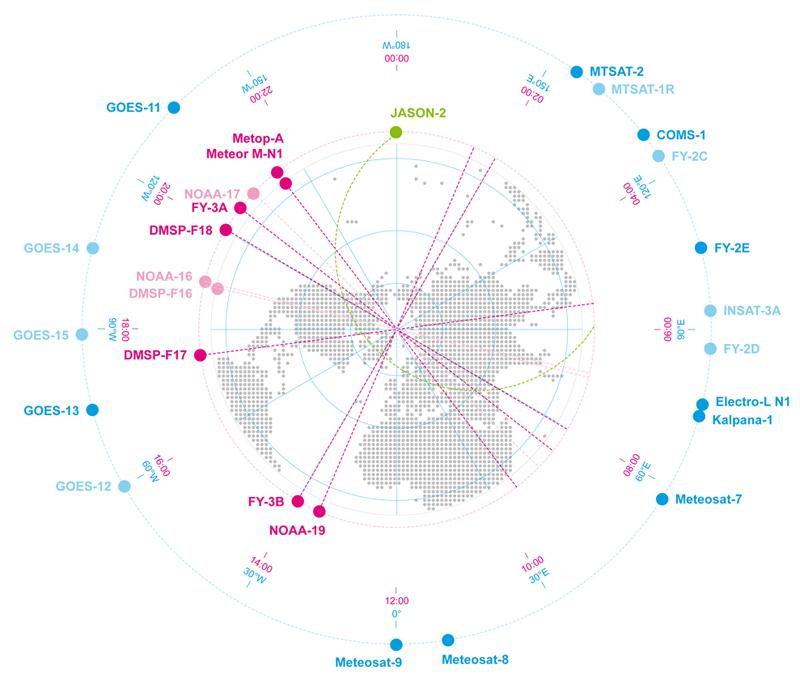 180°W
00:00
MTSAT-2
MTSAT-1R
150°W
22:00
150°E
02:00
GOES-11
JASON-2
Metop-A
Meteor M-N1
COMS-1
FY-2C
120°W
20:00
NOAA-17
FY-3A
DMSP-F18
120°E
04:00
GOES-14
FY-2E
NOAA-16
DMSP-F16
INSAT-3A
GOES-15
90°W
18:00
06:00
90°E
FY-2D
DMSP-F17
GOES-13
Electro-L N1
Kalpana-1
60°W
16:00
08:00
60°E
GOES-12
FY-3B
NOAA-19
Meteosat-7
14:00
30°W
10:00
30°E
12:00
0°
Meteosat-9
Meteosat-8